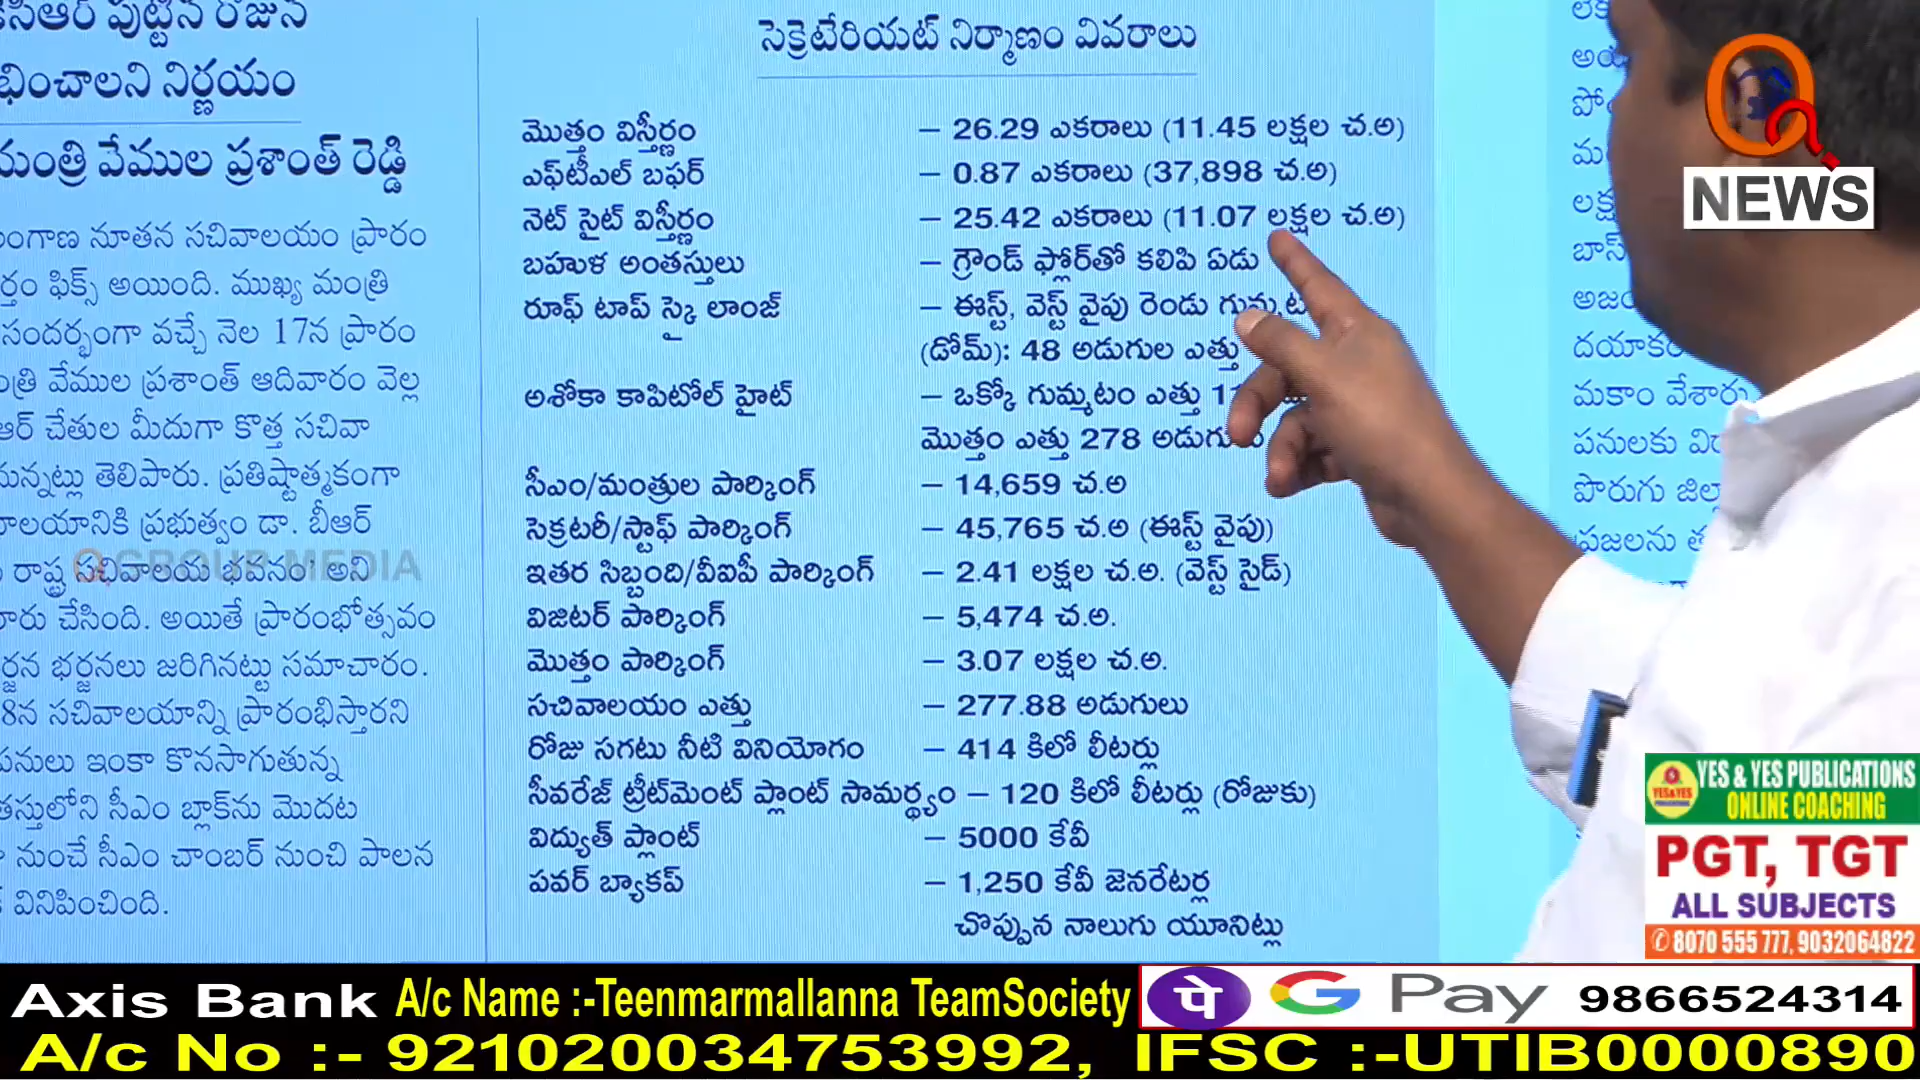 కేసీఆర్ పుట్టిన రోజున
భించాలని నిర్ణయం
మంత్రి వేముల ప్రశాంత్ రెడ్డి
నూతన సచివాలయం ప్రారం
ఫిక్స్ అయింది. ముఖ్య మంత్రి
సందర్భంగా వచ్చే నెల 17న ప్రారం
వేముల ప్రశాంత్ ఆదివారం వెల్ల
చేతుల మీదుగా కొత్త సచివా
తెలిపారు. ప్రతిష్టాత్మకంగా
ప్రభుత్వం డా. బీఆర్
రాష్ట్ర సచివాలయ భవనం' అని
చేసింది. అయితే ప్రారంభోత్సవం
భర్జనలు జరిగినట్టు సమాచారం.
సచివాలయాన్ని ప్రారంభిస్తారని
ఇంకా కొనసాగుతున్న
సీఎం బ్లాక్‌ను మొదట
నుంచే సీఎం చాంబర్ నుంచి పాలన
వినిపించింది.
Q GROUP MEDIA
సెక్రెటేరియట్ నిర్మాణం వివరాలు
మొత్తం విస్తీర్ణం – 26.29 ఎకరాలు (11.45 లక్షల చ.అ)
ఎఫ్‌టీఎల్ బఫర్ – 0.87 ఎకరాలు (37,898 చ.అ)
నెట్ సైట్ విస్తీర్ణం – 25.42 ఎకరాలు (11.07 లక్షల చ.అ)
బహుళ అంతస్తులు – గ్రౌండ్ ఫ్లోర్‌తో కలిపి ఏడు
రూఫ్ టాప్ స్కై లాంజ్ – ఈస్ట్, వెస్ట్ వైపు రెండు
(డోమ్): 48 అడుగుల ఎత్తు
అశోకా కాపిటోల్ హైట్ – ఒక్కో గుమ్మటం ఎత్తు
మొత్తం ఎత్తు 278
సీఎం/మంత్రుల పార్కింగ్ – 14,659 చ.అ
సెక్రటరీ/స్టాఫ్ పార్కింగ్ – 45,765 చ.అ (ఈస్ట్ వైపు)
ఇతర సిబ్బంది/వీఐపీ పార్కింగ్ – 2.41 లక్షల చ.అ. (వెస్ట్ సైడ్)
విజిటర్ పార్కింగ్ – 5,474 చ.అ.
మొత్తం పార్కింగ్ – 3.07 లక్షల చ.అ.
సచివాలయం ఎత్తు – 277.88 అడుగులు
రోజు సగటు నీటి వినియోగం – 414 కిలో లీటర్లు
సీవరేజ్ ట్రీట్‌మెంట్ ప్లాంట్ సామర్థ్యం – 120 కిలో లీటర్లు (రోజుకు)
విద్యుత్ ప్లాంట్ – 5000 కేవీ
పవర్ బ్యాకప్ – 1,250 కేవీ జెనరేటర్ల
చొప్పున నాలుగు యూనిట్లు
మకాం వేశారు
పనులకు
పొరుగు
ప్రజలను
Q NEWS
YES & YES PUBLICATIONS
ONLINE COACHING
PGT, TGT
ALL SUBJECTS
8070 555 777, 9032064822
Axis Bank A/c Name :-Teenmarmallanna TeamSociety
పే G Pay 9866524314
A/c No :- 921020034753992, IFSC :-UTIB0000890